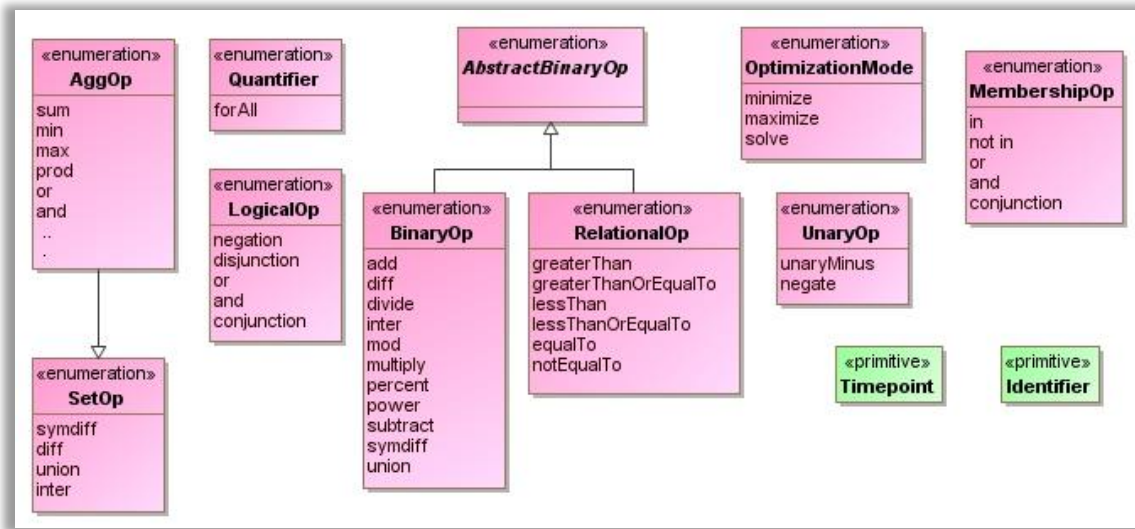 «enumeration»
AggOp
sum
min
max
prod
or
and
..
.
«enumeration»
Quantifier
forAll
«enumeration»
AbstractBinaryOp
«enumeration»
OptimizationMode
minimize
maximize
solve
«enumeration»
MembershipOp
in
not in
or
and
conjunction
«enumeration»
LogicalOp
negation
disjunction
or
and
conjunction
«enumeration»
BinaryOp
add
diff
divide
inter
mod
multiply
percent
power
subtract
symdiff
union
«enumeration»
RelationalOp
greaterThan
greaterThanOrEqualTo
lessThan
lessThanOrEqualTo
equalTo
notEqualTo
«enumeration»
UnaryOp
unaryMinus
negate
«enumeration»
SetOp
symdiff
diff
union
inter
«primitive»
Timepoint
«primitive»
Identifier